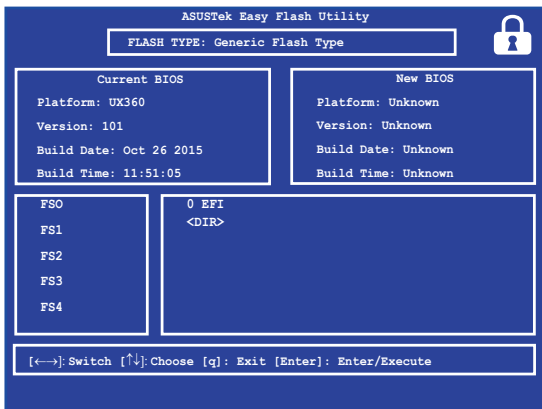 ASUSTek Easy Flash Utility
FLASH TYPE: Generic Flash Type
Current BIOS
Platform: UX360
Version: 101
Build Date: Oct 26 2015
Build Time: 11:51:05
New BIOS
Platform: Unknown
Version: Unknown
Build Date: Unknown
Build Time: Unknown
FSO
FS1
FS2
FS3
FS4
0 EFI
<DIR>
[←→]: Switch [↑↓]: Choose [q]: Exit [Enter]: Enter/Execute